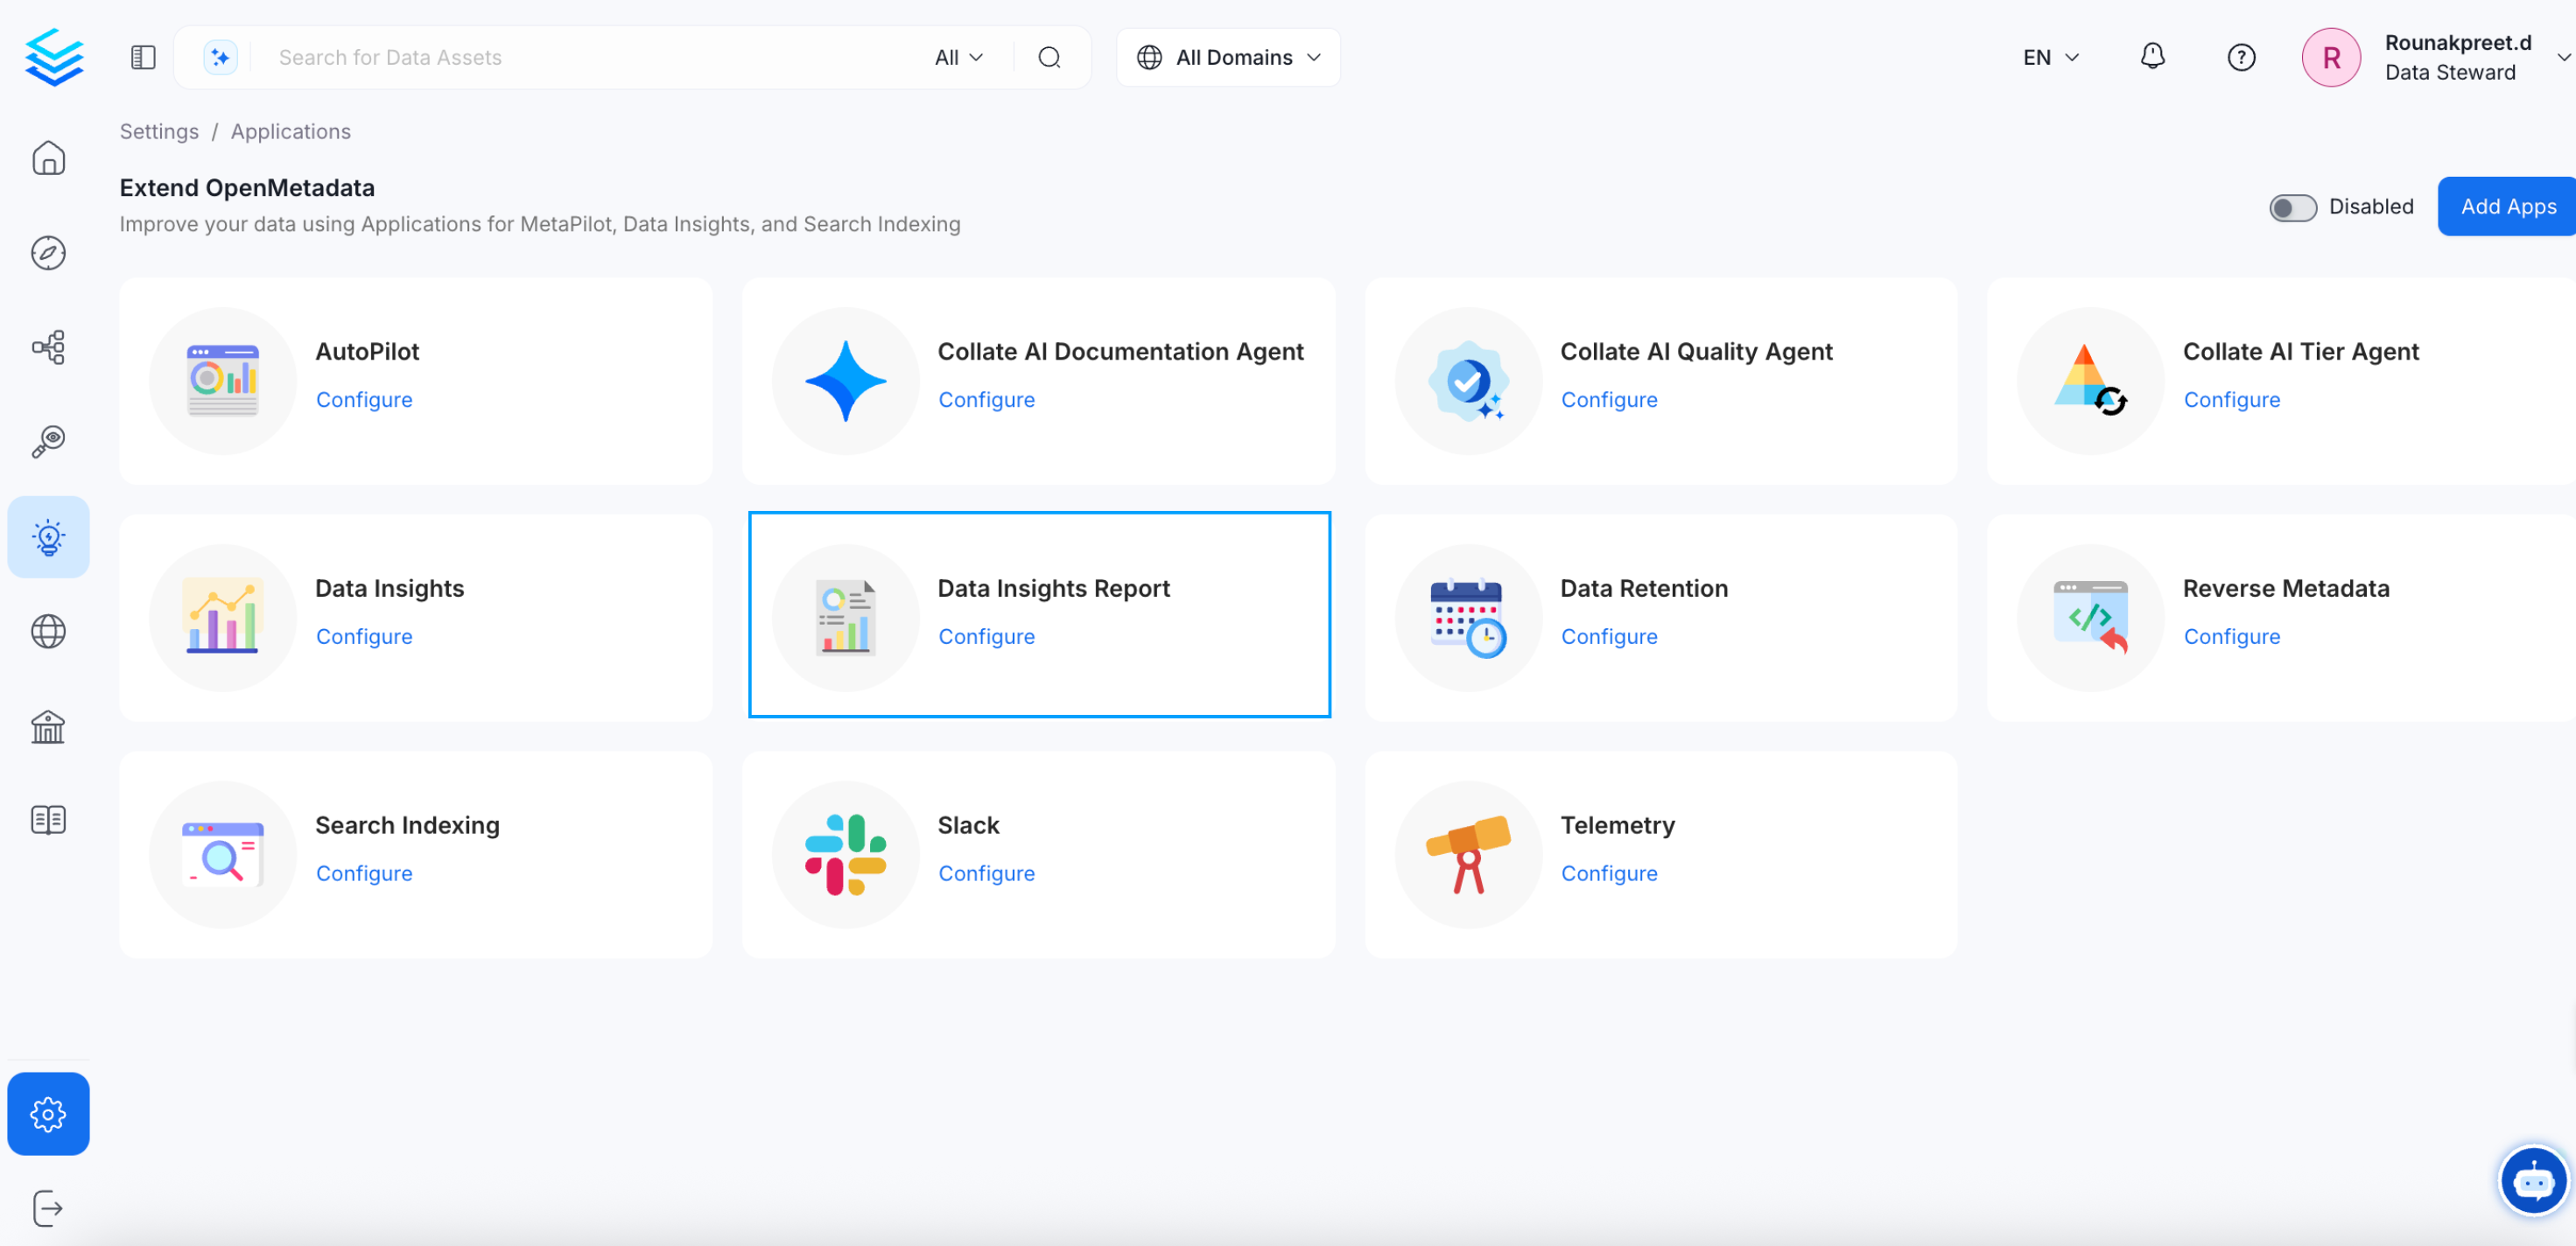 Search for Data Assets
All
All Domains
EN
R
Rounakpreet.d
Data Steward
Settings / Applications
Extend OpenMetadata
Improve your data using Applications for MetaPilot, Data Insights, and Search Indexing
Disabled
Add Apps
AutoPilot
Configure
Collate AI Documentation Agent
Configure
Collate AI Quality Agent
Configure
Collate AI Tier Agent
Configure
Data Insights
Configure
Data Insights Report
Configure
Data Retention
Configure
Reverse Metadata
Configure
Search Indexing
Configure
Slack
Configure
Telemetry
Configure